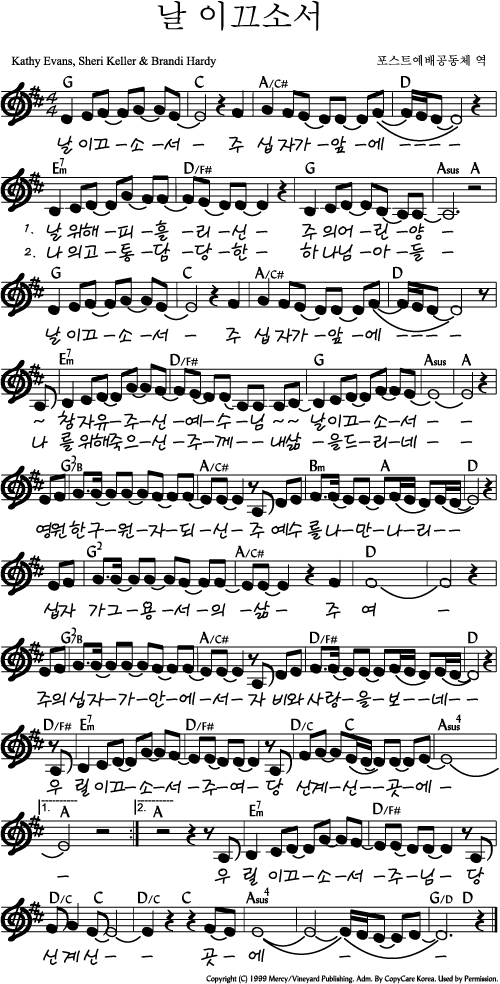 날 이끄소서
Kathy Evans, Sheri Keller & Brandi Hardy 포스트예배공동체 역
G C A/C# D
날 이끄 –소 –서 – 주 십 자가 –앞 –에 – – – –
Em7 D/F# G Asus A
1. 날 위해 –피 –흘 –리 –신 – 주 의어 –린 –양 –
2. 나 의고 –통 –담 –당 –한 – 하 나님 –아 –들 –
G C A/C# D
날 이끄 –소 –서 – 주 십 자가 –앞 –에 – – – –
Em7 D/F# G Asus A
~ 참 자유 –주 –신 –예 –수 –님 ~ ~ 날 이끄 –소 –서 – –
나 를 위해죽 –으 –신 –주 –께 – – 내삶 –을드 –리 –네 – –
G2/B A/C# Bm A D
영원 한 구 –원 –자 –되 –신 –주 예수 를 나 –만 –나 –리 – –
G2 A/C# D
십자 가 그 –용 –서 –의 –삶 – 주 여 –
G2/B A/C# D/F# D
주의 십 자 –가 –안 –에 –서 –자 비와 사랑 –을 –보 –네 – –
D/F# Em7 D/F# D/C C Asus4
우 릴 이끄 –소 –서 –주 –여 –당 신계 –신 – –곳 –에 –
1. A 2. A Em7 D/F#
– 우 릴 이끄 –소 –서 –주 –님 –당
D/C C D/C C Asus4 G/D D
신 계 신 – – 곳 – 에 – – –
Copyright (C) 1999 Mercy/Vineyard Publishing. Adm. By CopyCare Korea. Used by Permission.